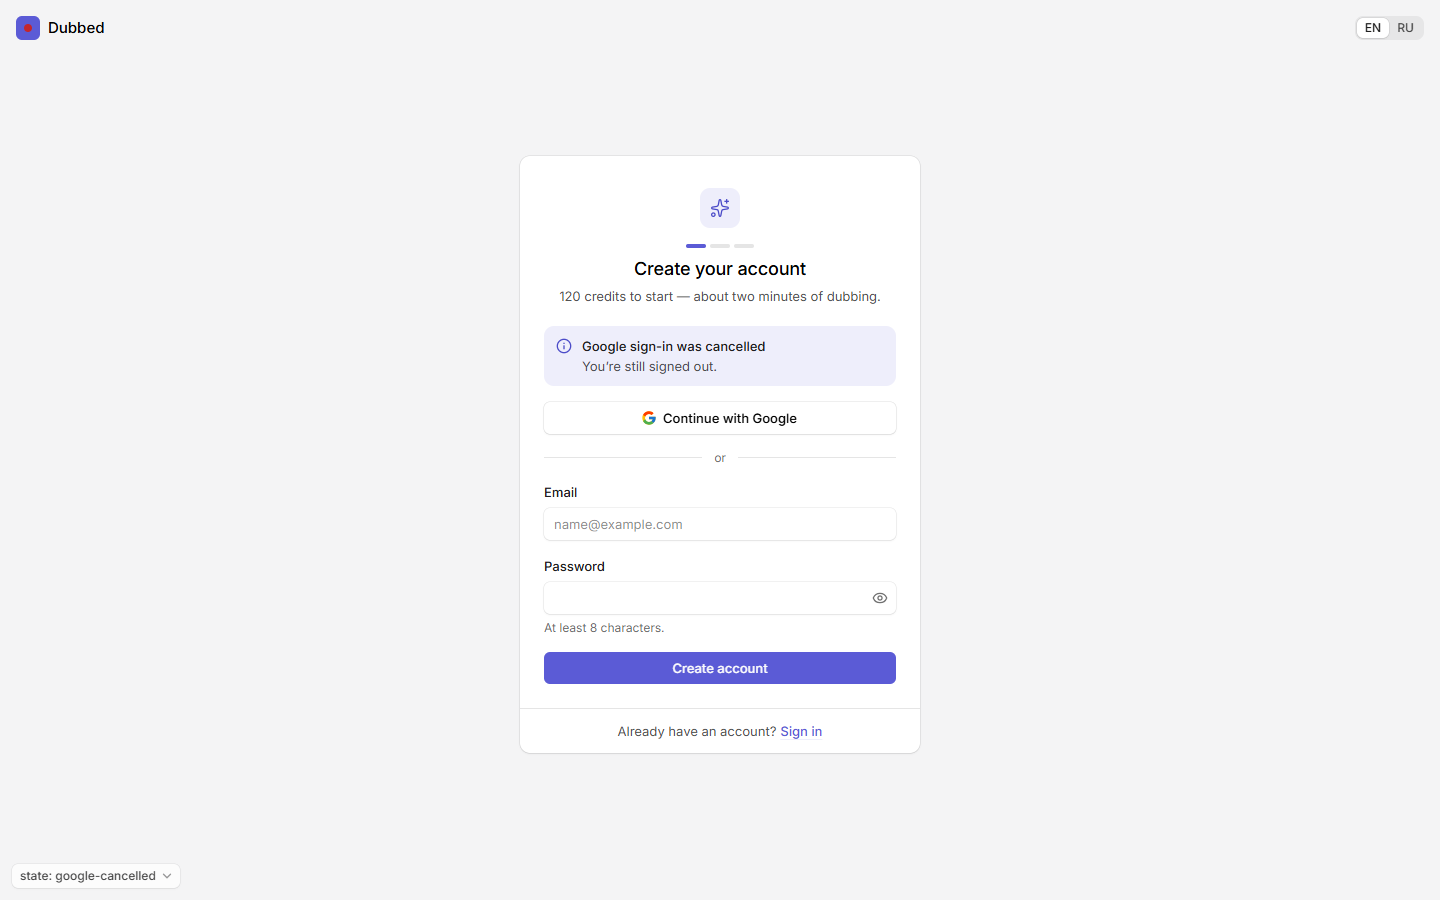 Dubbed
EN RU
Create your account
120 credits to start — about two minutes of dubbing.
Google sign-in was cancelled
You’re still signed out.
Continue with Google
or
Email
name@example.com
Password
At least 8 characters.
Create account
Already have an account? Sign in
state: google-cancelled